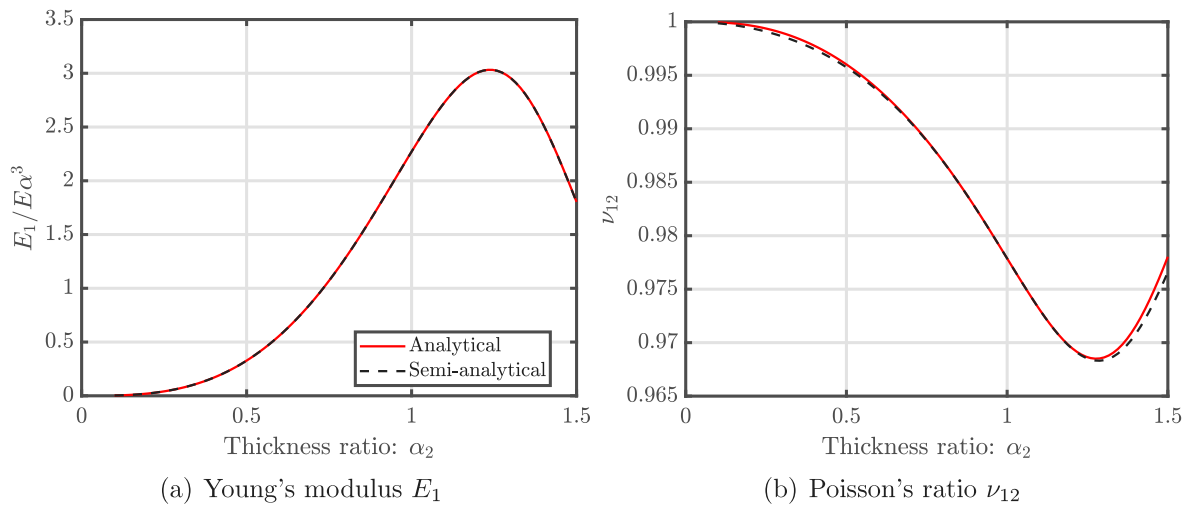 3.5
3
2.5
2
1.5
1
0.5
0
E₁/Eα³
Analytical
Semi-analytical
0 0.5 1 1.5
Thickness ratio: α₂
(a) Young's modulus E₁
1
0.995
0.99
0.985
0.98
0.975
0.97
0.965
ν₁₂
0 0.5 1 1.5
Thickness ratio: α₂
(b) Poisson's ratio ν₁₂